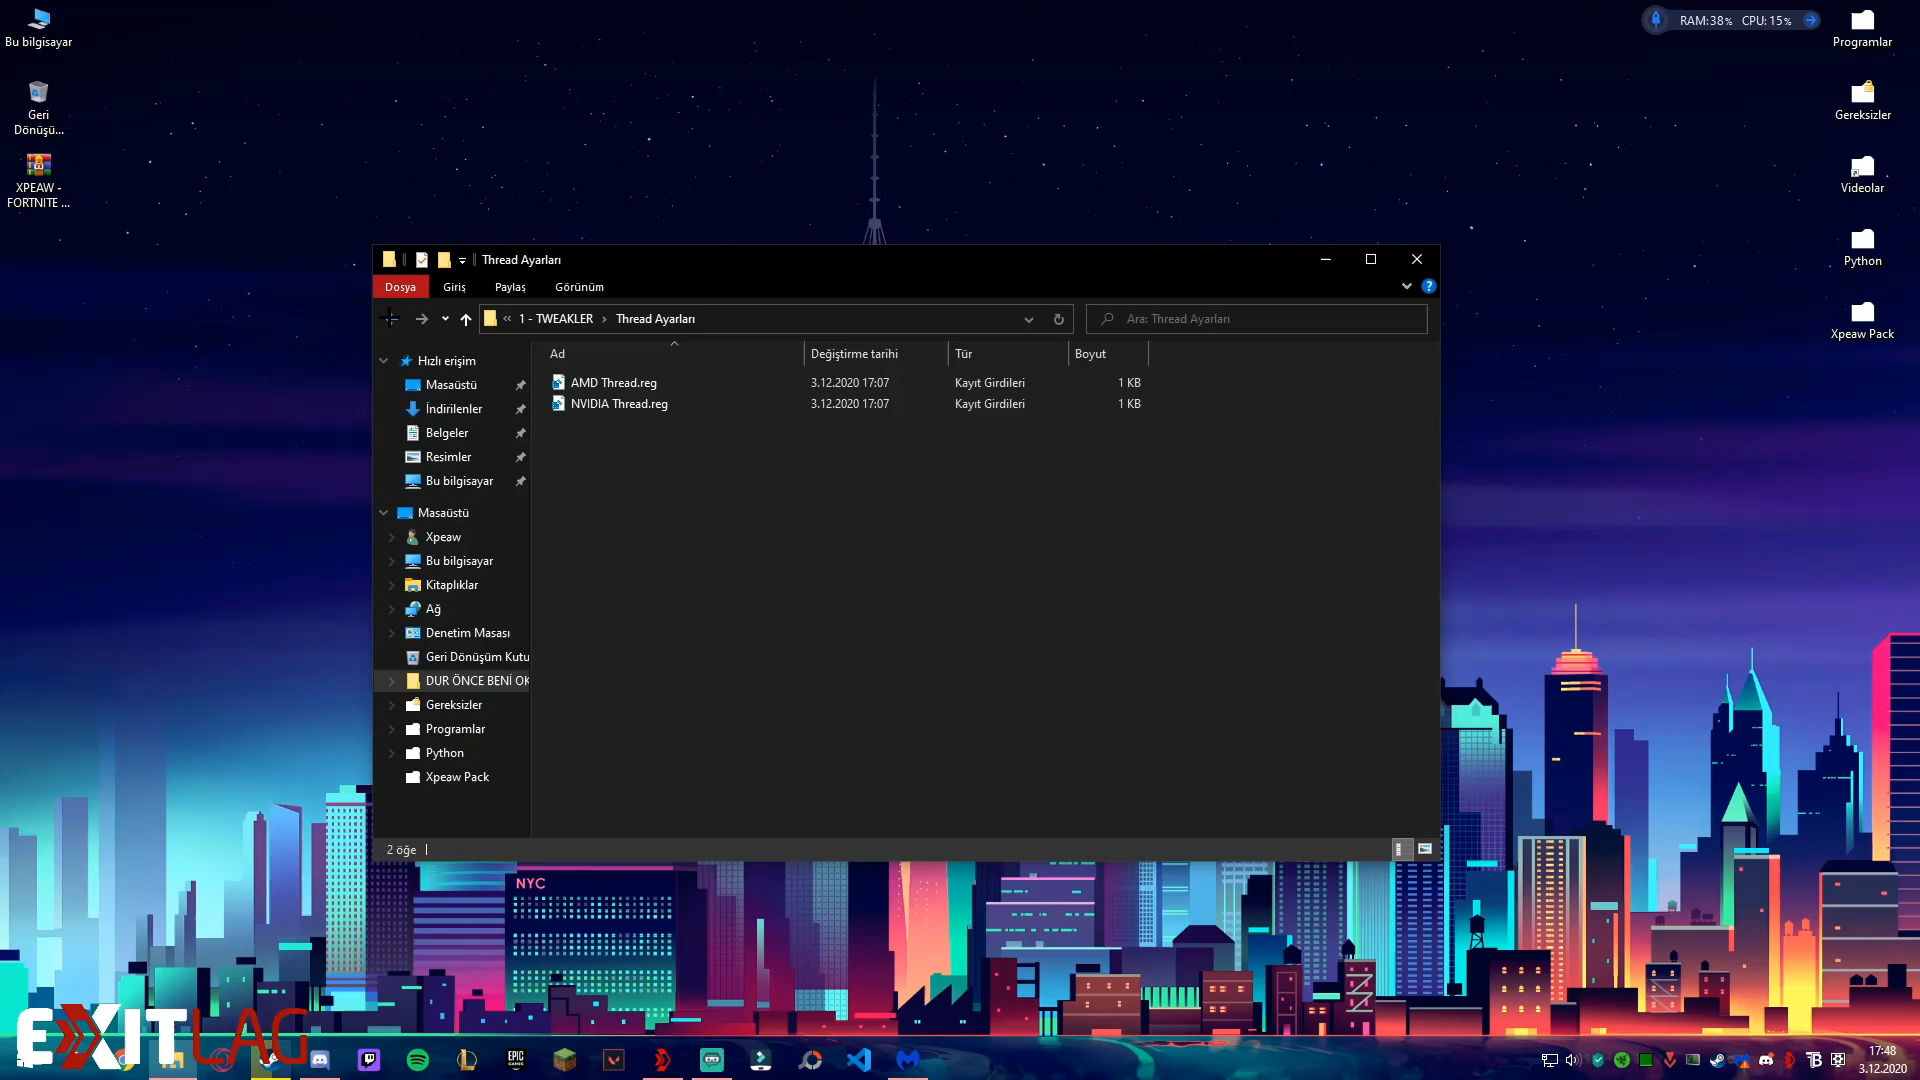 Bu bilgisayar
Geri
Dönüşü...
XPEAW -
FORTNITE ...
RAM:38% CPU: 15%
Programlar
Gereksizler
Videolar
Python
Xpeaw Pack
Thread Ayarları
Dosya Giriş Paylaş Görünüm
« 1 - TWEAKLER > Thread Ayarları
Ara: Thread Ayarları
Hızlı erişim
Masaüstü
İndirilenler
Belgeler
Resimler
Bu bilgisayar
Masaüstü
Xpeaw
Bu bilgisayar
Kitaplıklar
Ağ
Denetim Masası
Geri Dönüşüm Kutu
DUR ÖNCE BENİ OK
Gereksizler
Programlar
Python
Xpeaw Pack
Ad Değiştirme tarihi Tür Boyut
AMD Thread.reg 3.12.2020 17:07 Kayıt Girdileri 1 KB
NVIDIA Thread.reg 3.12.2020 17:07 Kayıt Girdileri 1 KB
2 öğe
NYC
EXITLAG
EPIC
GAMES
17:48
3.12.2020